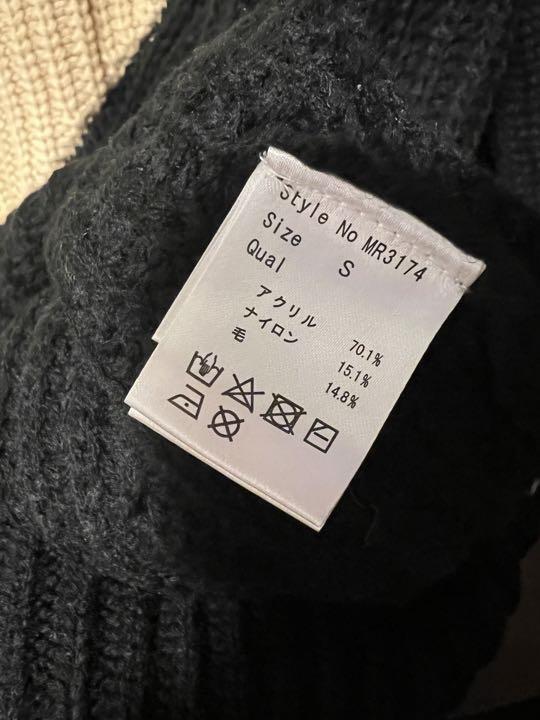 Style No MR3174
Size S
Qual
アクリル 70.1%
ナイロン 15.1%
毛 14.8%